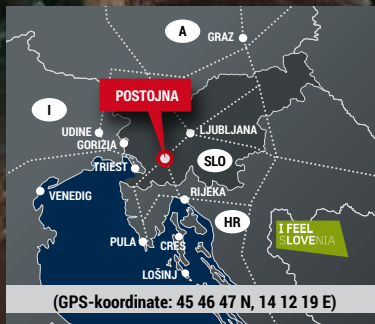 A
GRAZ
POSTOJNA
I
UDINE
LJUBLJANA
GORIZIA
TRIEST
SLO
VENEDIG
RIJEKA
HR
I FEEL
SLOVENIA
PULA
CRES
LOŠINJ
(GPS-koordinate: 45 46 47 N, 14 12 19 E)